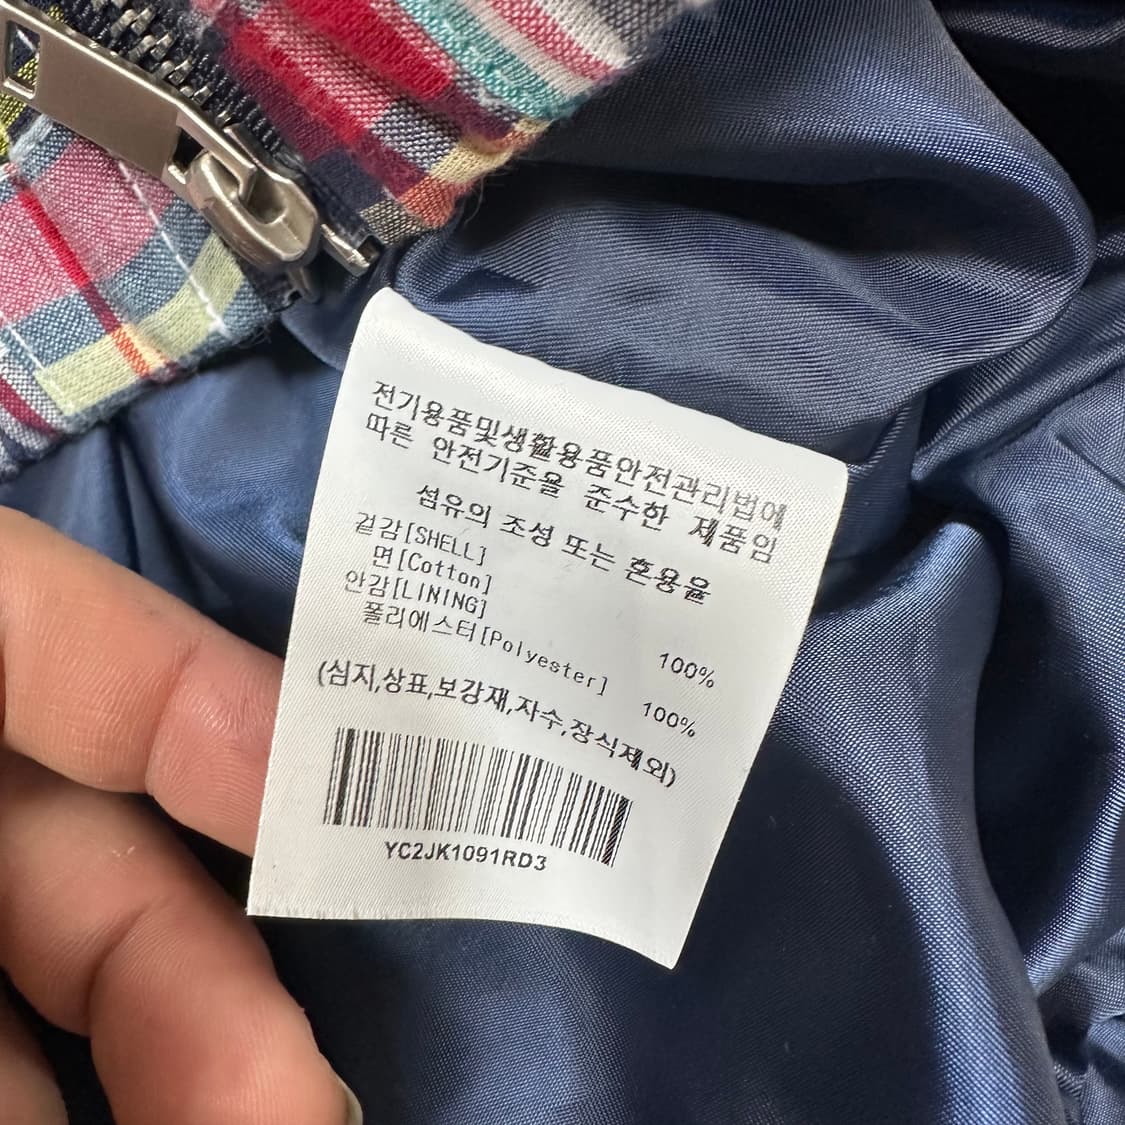 전기용품및생활용품안전관리법에
따른 안전기준을 준수한 제품임
섬유의 조성 또는 혼용율
겉감[SHELL]
면[Cotton] 100%
안감[LINING]
폴리에스터[Polyester] 100%
(심지,상표,보강재,자수,장식제외)
YC2JK1091RD3